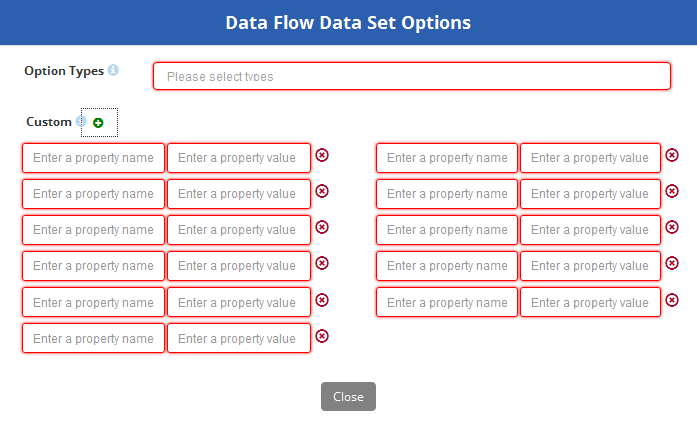 Data Flow Data Set Options
Option Types
Please select types
Custom
Enter a property name Enter a property value Enter a property name Enter a property value
Enter a property name Enter a property value Enter a property name Enter a property value
Enter a property name Enter a property value Enter a property name Enter a property value
Enter a property name Enter a property value Enter a property name Enter a property value
Enter a property name Enter a property value Enter a property name Enter a property value
Enter a property name Enter a property value
Close